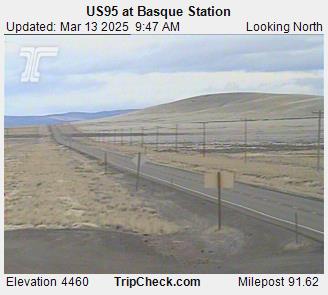 US95 at Basque Station
Updated: Mar 13 2025 9:47 AM Looking North
Elevation 4460 TripCheck.com Milepost 91.62